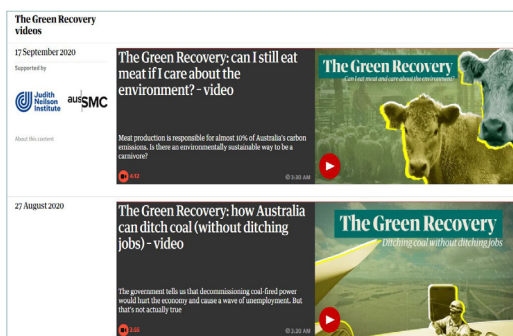 The Green Recovery
videos
17 September 2020
Supported by
Judith
Neilson
Institute
ausSMC
About this content
The Green Recovery: can I still eat
meat if I care about the
environment? - video
Meat production is responsible for almost 10% of Australia's carbon
emissions. Is there an environmentally sustainable way to be a
carnivore?
4:12
3:30 AM
The Green Recovery
Can I eat meat and care about the environment?
27 August 2020
The Green Recovery: how Australia
can ditch coal (without ditching
jobs) - video
The government tells us that decommissioning coal-fired power
would hurt the economy and cause a wave of unemployment. But
that's not actually true
3:55
3:30 AM
The Green Recovery
Ditching coal without ditching jobs